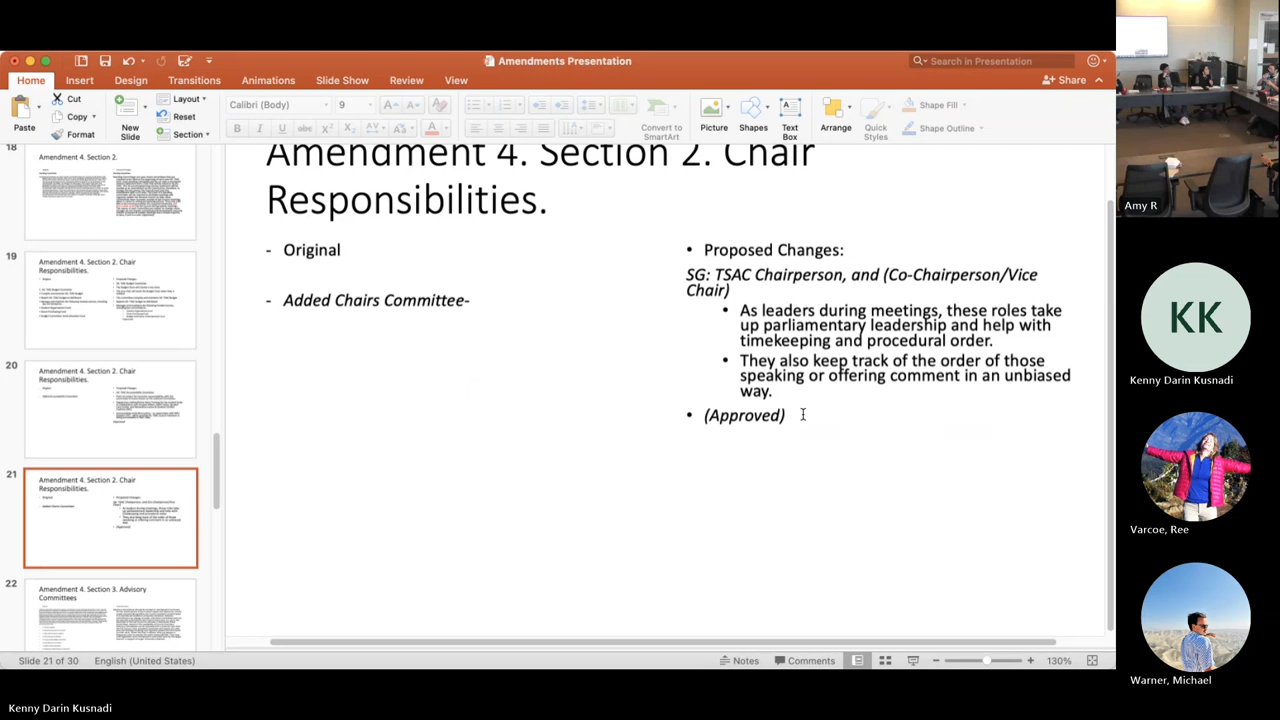 Amendments Presentation
Search in Presentation
Home Insert Design Transitions Animations Slide Show Review View
Share
Paste
Cut
Copy
Format
New Slide
Layout
Reset
Section
Calibri (Body) 9
B I U abc X² X₂ AV Aa A
Convert to SmartArt
Picture
Shapes
Text Box
Arrange
Quick Styles
Shape Fill
Shape Outline
18
Amendment 4. Section 2.
19
Amendment 4. Section 2. Chair
Responsibilities.
20
Amendment 4. Section 2. Chair
Responsibilities.
21
Amendment 4. Section 2. Chair
Responsibilities.
22
Amendment 4. Section 3. Advisory
Committees
Amendment 4. Section 2. Chair
Responsibilities.
- Original
- Added Chairs Committee-
• Proposed Changes:
SG: TSAC Chairperson, and (Co-Chairperson/Vice
Chair)
• As leaders during meetings, these roles take
up parliamentary leadership and help with
timekeeping and procedural order.
• They also keep track of the order of those
speaking or offering comment in an unbiased
way.
• (Approved)
Slide 21 of 30 English (United States)
Notes Comments 130%
Amy R
KK
Kenny Darin Kusnadi
Varcoe, Ree
Warner, Michael
Kenny Darin Kusnadi